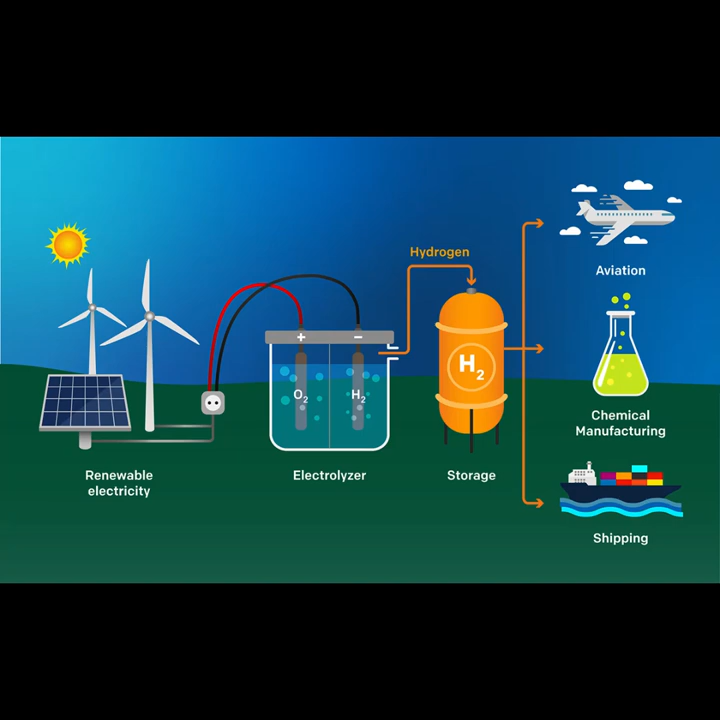 Hydrogen
Aviation
+ −
O2 H2
H2
Chemical
Manufacturing
Renewable
electricity
Electrolyzer
Storage
Shipping